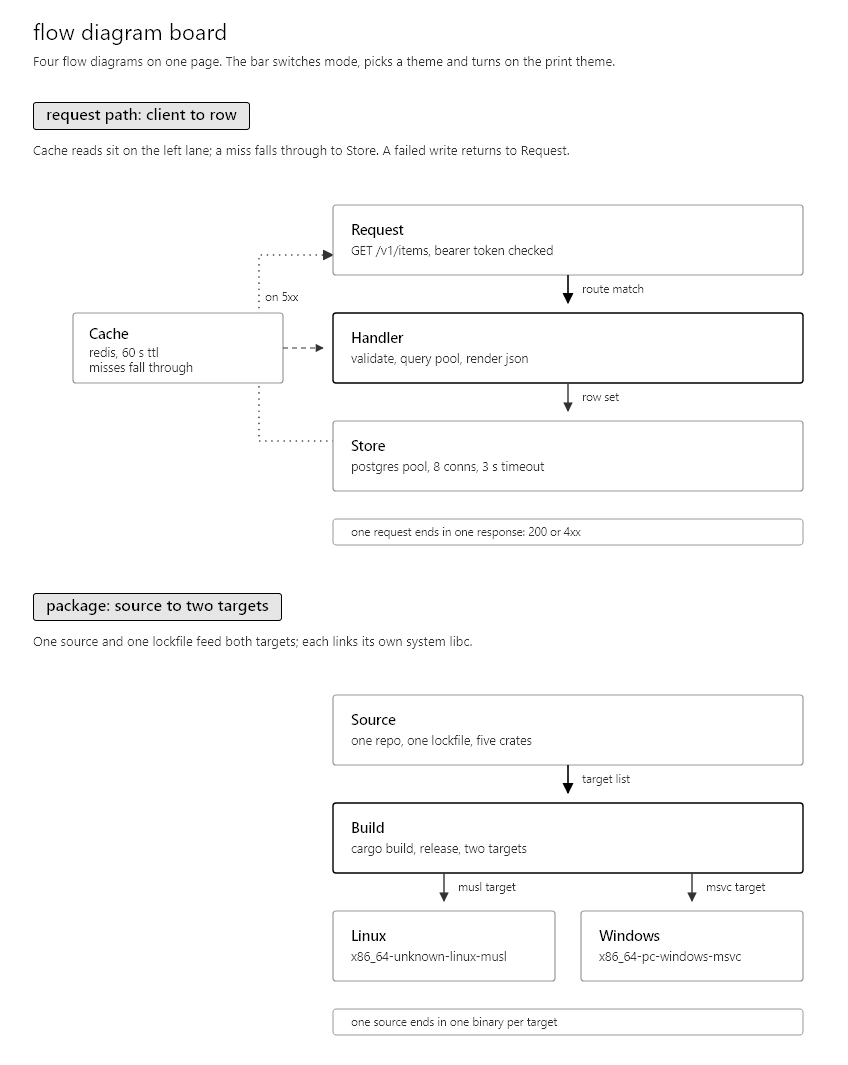 flow diagram board
Four flow diagrams on one page. The bar switches mode, picks a theme and turns on the print theme.
request path: client to row
Cache reads sit on the left lane; a miss falls through to Store. A failed write returns to Request.
Request
GET /v1/items, bearer token checked
route match
on 5xx
Cache
redis, 60 s ttl
misses fall through
Handler
validate, query pool, render json
row set
Store
postgres pool, 8 conns, 3 s timeout
one request ends in one response: 200 or 4xx
package: source to two targets
One source and one lockfile feed both targets; each links its own system libc.
Source
one repo, one lockfile, five crates
target list
Build
cargo build, release, two targets
musl target
msvc target
Linux
x86_64-unknown-linux-musl
Windows
x86_64-pc-windows-msvc
one source ends in one binary per target